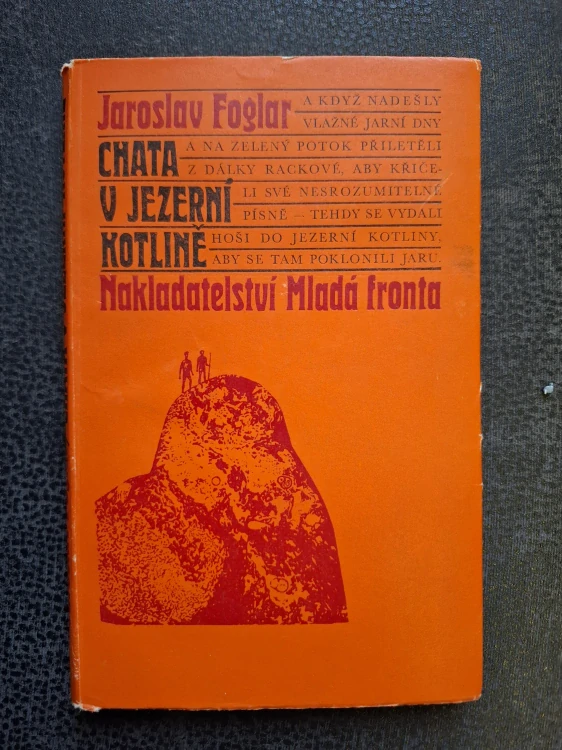 Jaroslav Foglar
CHATA
V JEZERNÍ
KOTLINĚ
A KDYŽ NADEŠLY
VLAŽNÉ JARNÍ DNY
A NA ZELENÝ POTOK PŘILETĚLI
Z DÁLKY RACKOVÉ, ABY KŘIČE-
LI SVÉ NESROZUMITELNÉ
PÍSNĚ – TEHDY SE VYDALI
HOŠI DO JEZERNÍ KOTLINY,
ABY SE TAM POKLONILI JARU.
Nakladatelství Mladá fronta